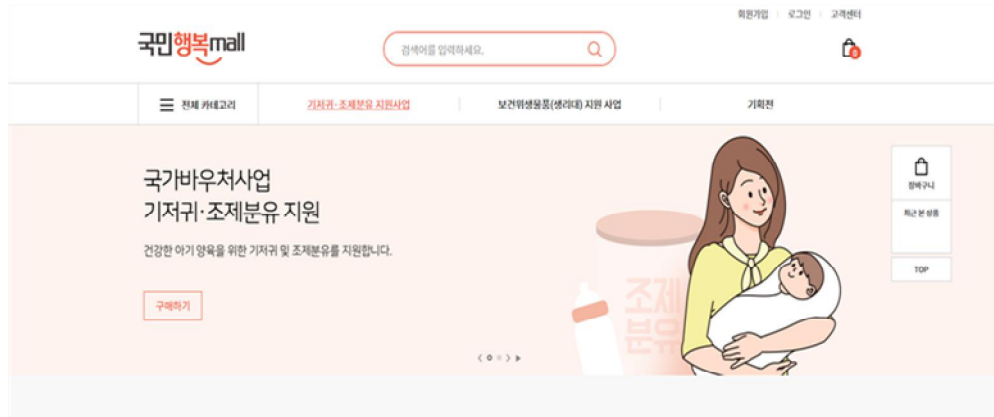 회원가입 로그인 고객센터
국민행복mall
검색어를 입력하세요.
0
전체 카테고리
기저귀·조제분유 지원사업
보건위생물품(생리대) 지원 사업
기획전
국가바우처사업
기저귀·조제분유 지원
건강한 아기 양육을 위한 기저귀 및 조제분유를 지원합니다.
구매하기
조제
분유
장바구니
최근 본 상품
TOP